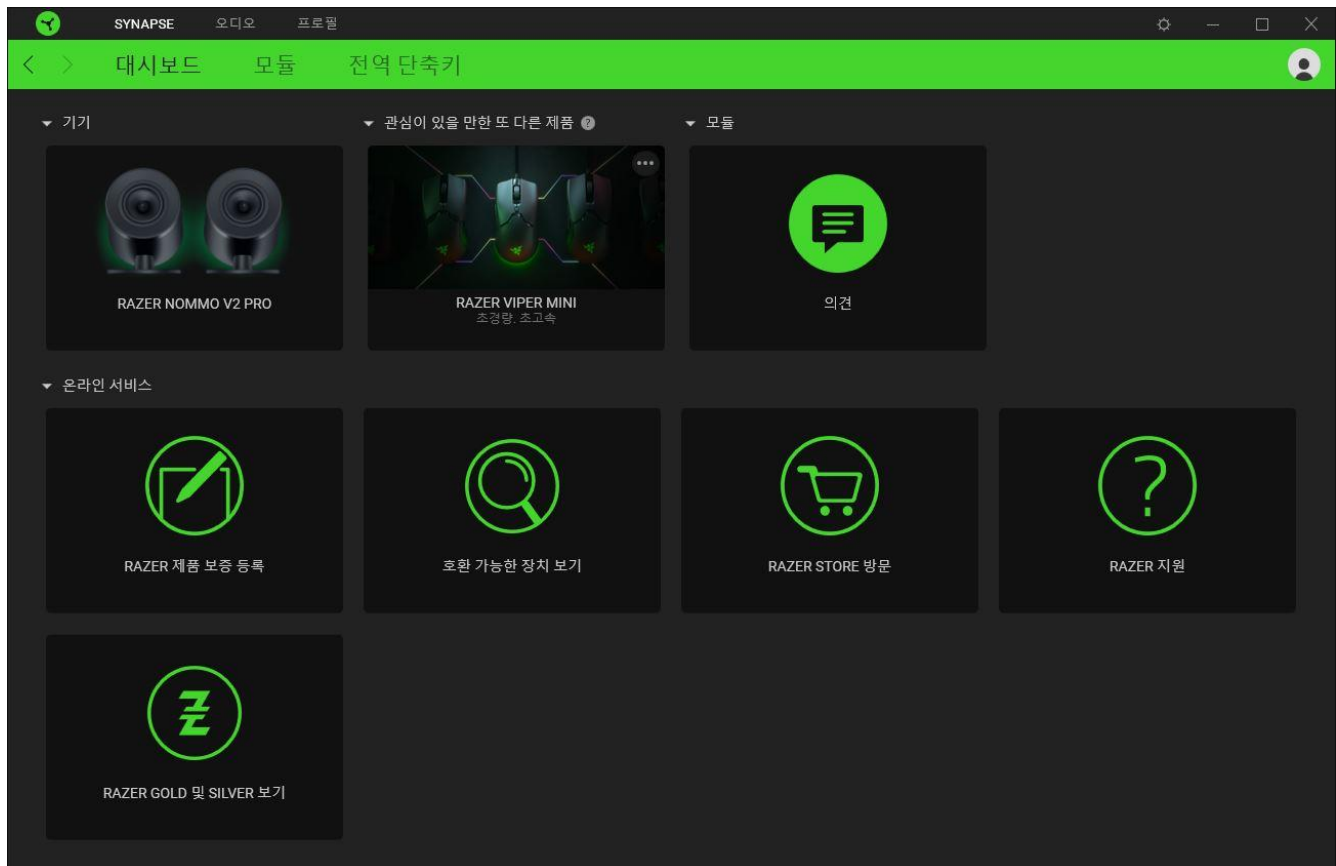 SYNAPSE 오디오 프로필
대시보드 모듈 전역 단축키
기기
관심이 있을 만한 또 다른 제품 ?
모듈
RAZER NOMMO V2 PRO
RAZER VIPER MINI
초경량. 초고속
의견
온라인 서비스
RAZER 제품 보증 등록
호환 가능한 장치 보기
RAZER STORE 방문
RAZER 지원
RAZER GOLD 및 SILVER 보기